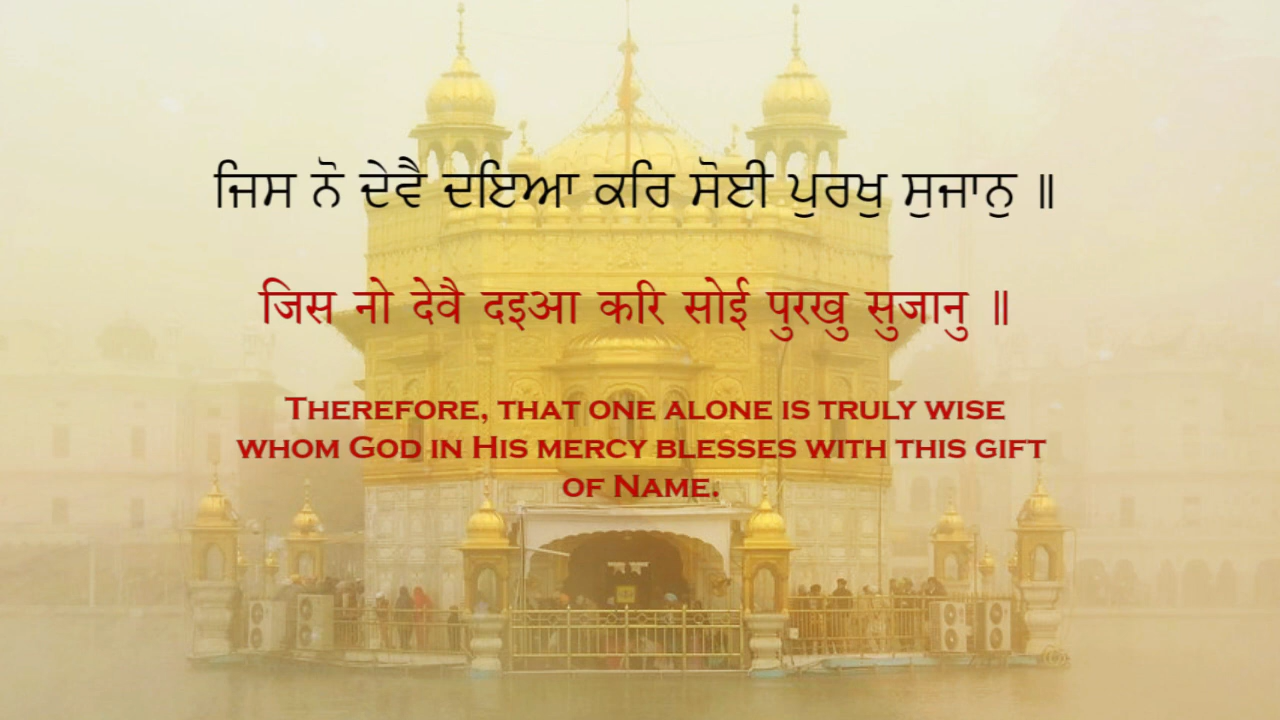 ਜਿਸ ਨੋ ਦੇਵੈ ਦਇਆ ਕਰਿ ਸੋਈ ਪੁਰਖੁ ਸੁਜਾਨੁ ॥
जिस नो देवै दइआ करि सोई पुरखु सुजानु ॥
Therefore, that one alone is truly wise
whom God in His mercy blesses with this gift
of Name.